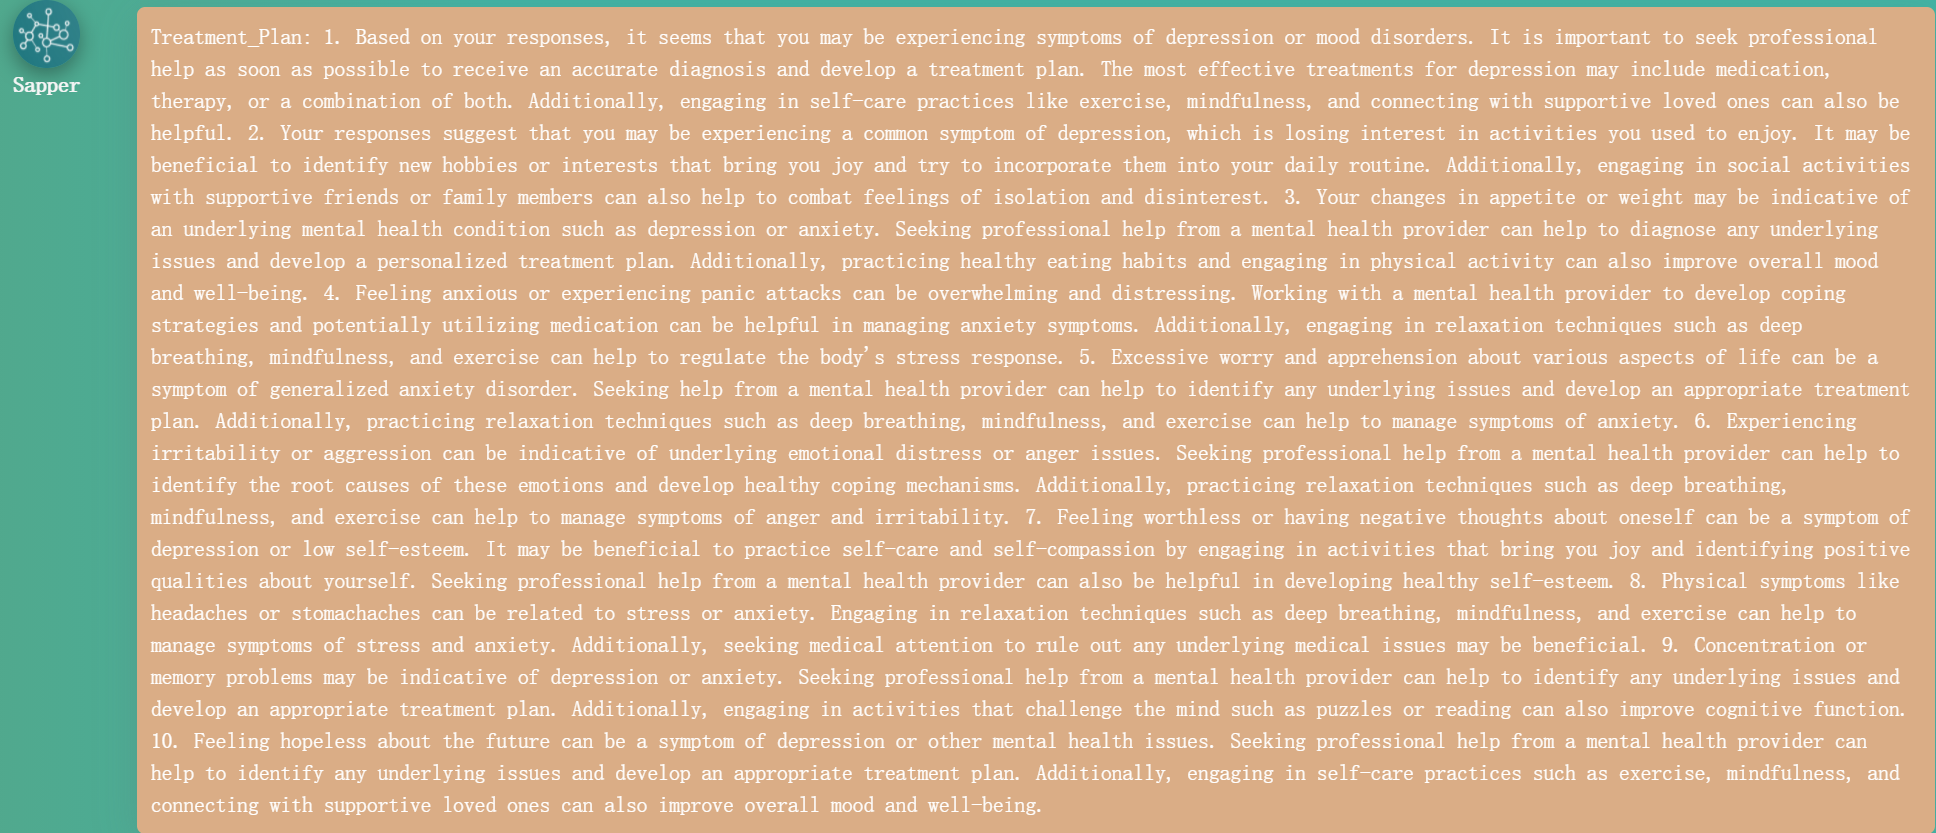 Sapper
Treatment_Plan: 1. Based on your responses, it seems that you may be experiencing symptoms of depression or mood disorders. It is important to seek professional
help as soon as possible to receive an accurate diagnosis and develop a treatment plan. The most effective treatments for depression may include medication,
therapy, or a combination of both. Additionally, engaging in self-care practices like exercise, mindfulness, and connecting with supportive loved ones can also be
helpful. 2. Your responses suggest that you may be experiencing a common symptom of depression, which is losing interest in activities you used to enjoy. It may be
beneficial to identify new hobbies or interests that bring you joy and try to incorporate them into your daily routine. Additionally, engaging in social activities
with supportive friends or family members can also help to combat feelings of isolation and disinterest. 3. Your changes in appetite or weight may be indicative of
an underlying mental health condition such as depression or anxiety. Seeking professional help from a mental health provider can help to diagnose any underlying
issues and develop a personalized treatment plan. Additionally, practicing healthy eating habits and engaging in physical activity can also improve overall mood
and well-being. 4. Feeling anxious or experiencing panic attacks can be overwhelming and distressing. Working with a mental health provider to develop coping
strategies and potentially utilizing medication can be helpful in managing anxiety symptoms. Additionally, engaging in relaxation techniques such as deep
breathing, mindfulness, and exercise can help to regulate the body's stress response. 5. Excessive worry and apprehension about various aspects of life can be a
symptom of generalized anxiety disorder. Seeking help from a mental health provider can help to identify any underlying issues and develop an appropriate treatment
plan. Additionally, practicing relaxation techniques such as deep breathing, mindfulness, and exercise can help to manage symptoms of anxiety. 6. Experiencing
irritability or aggression can be indicative of underlying emotional distress or anger issues. Seeking professional help from a mental health provider can help to
identify the root causes of these emotions and develop healthy coping mechanisms. Additionally, practicing relaxation techniques such as deep breathing,
mindfulness, and exercise can help to manage symptoms of anger and irritability. 7. Feeling worthless or having negative thoughts about oneself can be a symptom of
depression or low self-esteem. It may be beneficial to practice self-care and self-compassion by engaging in activities that bring you joy and identifying positive
qualities about yourself. Seeking professional help from a mental health provider can also be helpful in developing healthy self-esteem. 8. Physical symptoms like
headaches or stomachaches can be related to stress or anxiety. Engaging in relaxation techniques such as deep breathing, mindfulness, and exercise can help to
manage symptoms of stress and anxiety. Additionally, seeking medical attention to rule out any underlying medical issues may be beneficial. 9. Concentration or
memory problems may be indicative of depression or anxiety. Seeking professional help from a mental health provider can help to identify any underlying issues and
develop an appropriate treatment plan. Additionally, engaging in activities that challenge the mind such as puzzles or reading can also improve cognitive function.
10. Feeling hopeless about the future can be a symptom of depression or other mental health issues. Seeking professional help from a mental health provider can
help to identify any underlying issues and develop an appropriate treatment plan. Additionally, engaging in self-care practices such as exercise, mindfulness, and
connecting with supportive loved ones can also improve overall mood and well-being.